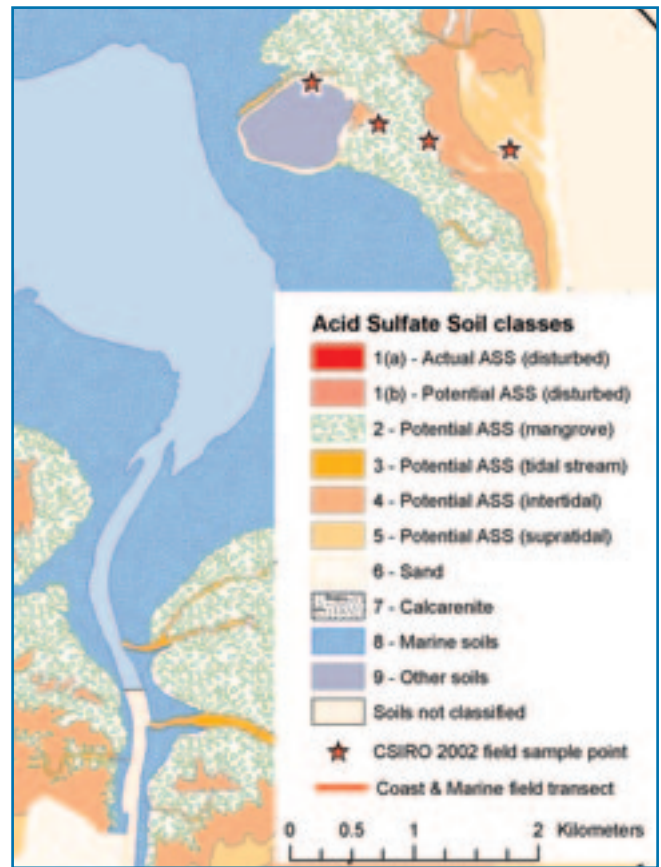 Acid Sulfate Soil classes
1(a) - Actual ASS (disturbed)
1(b) - Potential ASS (disturbed)
2 - Potential ASS (mangrove)
3 - Potential ASS (tidal stream)
4 - Potential ASS (intertidal)
5 - Potential ASS (supratidal)
6 - Sand
7 - Calcarenite
8 - Marine soils
9 - Other soils
Soils not classified
CSIRO 2002 field sample point
Coast & Marine field transect
0 0.5 1 2 Kilometers